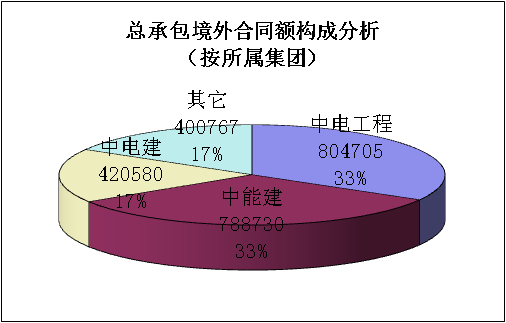 总承包境外合同额构成分析
（按所属集团）
其它
400767
17%
中电工程
804705
33%
中电建
420580
17%
中能建
788730
33%